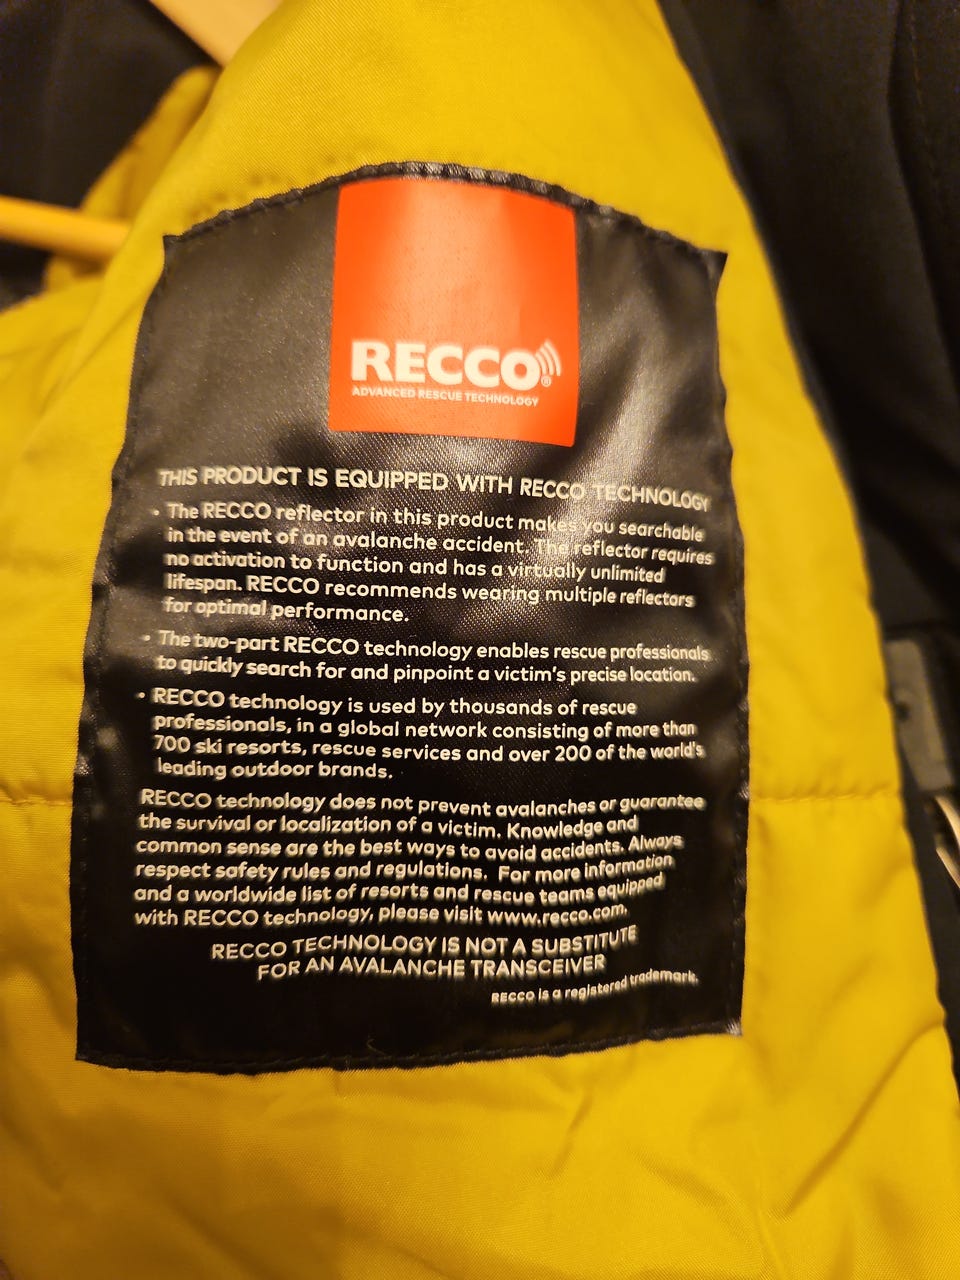 RECCO®
ADVANCED RESCUE TECHNOLOGY
THIS PRODUCT IS EQUIPPED WITH RECCO TECHNOLOGY
• The RECCO reflector in this product makes you searchable
in the event of an avalanche accident. The reflector requires
no activation to function and has a virtually unlimited
lifespan. RECCO recommends wearing multiple reflectors
for optimal performance.
• The two-part RECCO technology enables rescue professionals
to quickly search for and pinpoint a victim's precise location.
• RECCO technology is used by thousands of rescue
professionals, in a global network consisting of more than
700 ski resorts, rescue services and over 200 of the world's
leading outdoor brands.
RECCO technology does not prevent avalanches or guarantee
the survival or localization of a victim. Knowledge and
common sense are the best ways to avoid accidents. Always
respect safety rules and regulations. For more information
and a worldwide list of resorts and rescue teams equipped
with RECCO technology, please visit www.recco.com.
RECCO TECHNOLOGY IS NOT A SUBSTITUTE
FOR AN AVALANCHE TRANSCEIVER
RECCO is a registered trademark.